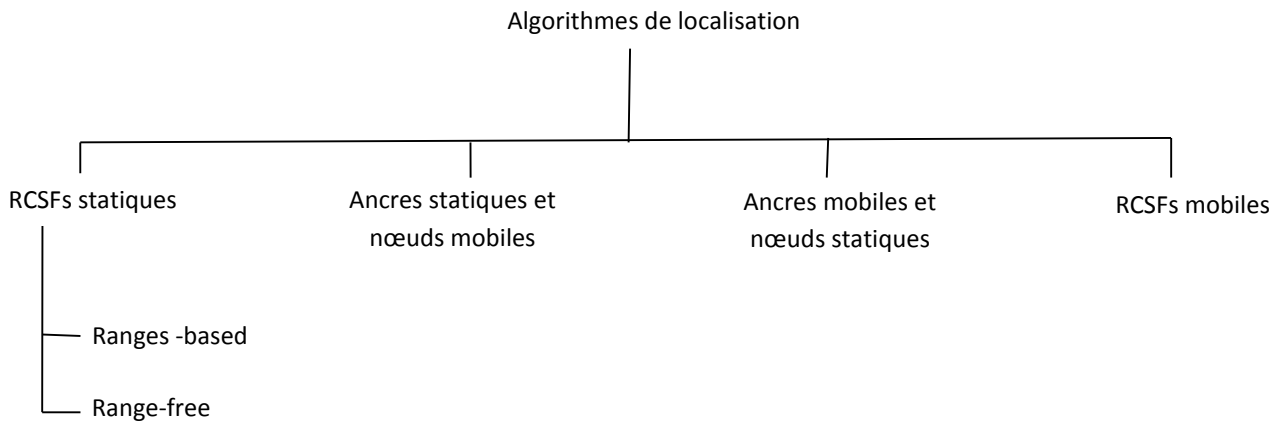 Algorithmes de localisation
RCSFs statiques
Ancres statiques et
nœuds mobiles
Ancres mobiles et
nœuds statiques
RCSFs mobiles
Ranges -based
Range-free